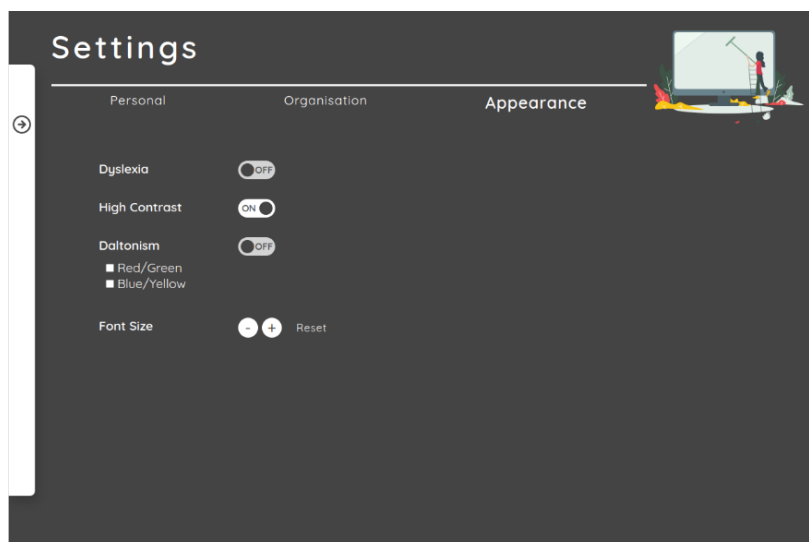 Settings
Personal Organisation Appearance
Dyslexia OFF
High Contrast ON
Daltonism OFF
Red/Green
Blue/Yellow
Font Size - + Reset